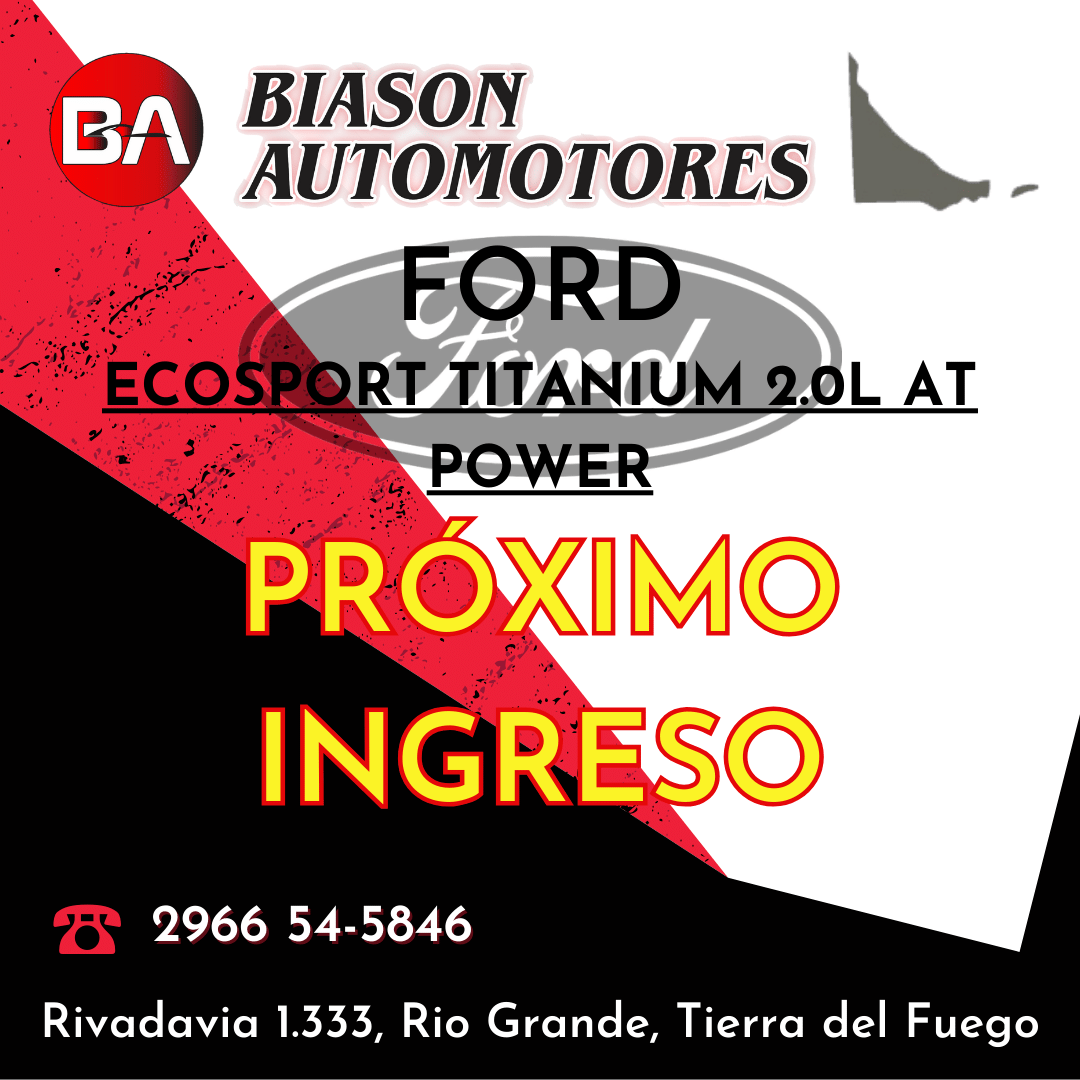 BA
BIASON
AUTOMOTORES
FORD
Ford
ECOSPORT TITANIUM 2.0L AT
POWER
PRÓXIMO
INGRESO
2966 54-5846
Rivadavia 1.333, Rio Grande, Tierra del Fuego